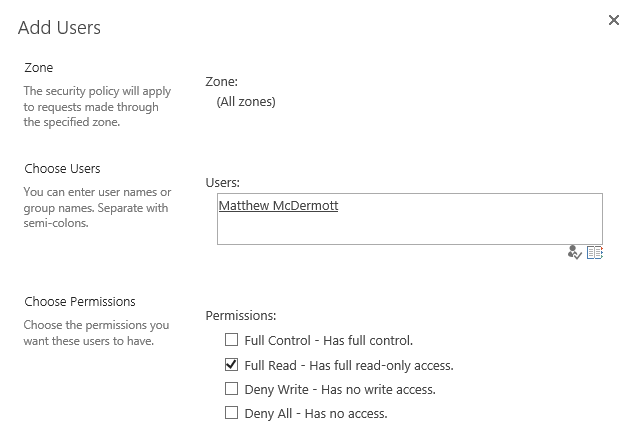 Add Users
Zone
The security policy will apply
to requests made through
the specified zone.
Zone:
(All zones)
Choose Users
You can enter user names or
group names. Separate with
semi-colons.
Users:
Matthew McDermott
Choose Permissions
Choose the permissions you
want these users to have.
Permissions:
Full Control - Has full control.
Full Read - Has full read-only access.
Deny Write - Has no write access.
Deny All - Has no access.